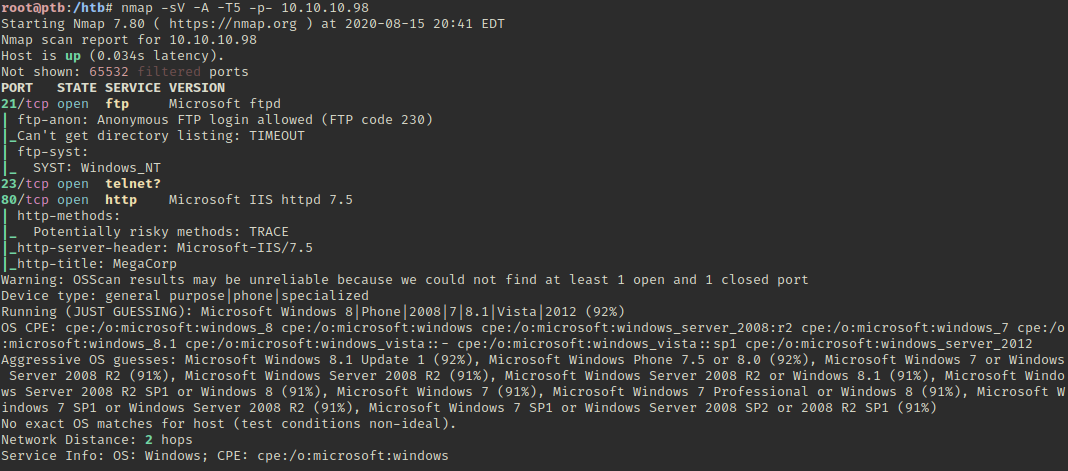 root@ptb:/htb# nmap -sV -A -T5 -p- 10.10.10.98
Starting Nmap 7.80 ( https://nmap.org ) at 2020-08-15 20:41 EDT
Nmap scan report for 10.10.10.98
Host is up (0.034s latency).
Not shown: 65532 filtered ports
PORT   STATE SERVICE VERSION
21/tcp open  ftp     Microsoft ftpd
| ftp-anon: Anonymous FTP login allowed (FTP code 230)
|_Can't get directory listing: TIMEOUT
| ftp-syst:
|_  SYST: Windows_NT
23/tcp open  telnet?
80/tcp open  http    Microsoft IIS httpd 7.5
| http-methods:
|_  Potentially risky methods: TRACE
|_http-server-header: Microsoft-IIS/7.5
|_http-title: MegaCorp
Warning: OSScan results may be unreliable because we could not find at least 1 open and 1 closed port
Device type: general purpose|phone|specialized
Running (JUST GUESSING): Microsoft Windows 8|Phone|2008|7|8.1|Vista|2012 (92%)
OS CPE: cpe:/o:microsoft:windows_8 cpe:/o:microsoft:windows cpe:/o:microsoft:windows_server_2008:r2 cpe:/o:microsoft:windows_7 cpe:/o
:microsoft:windows_8.1 cpe:/o:microsoft:windows_vista::- cpe:/o:microsoft:windows_vista::sp1 cpe:/o:microsoft:windows_server_2012
Aggressive OS guesses: Microsoft Windows 8.1 Update 1 (92%), Microsoft Windows Phone 7.5 or 8.0 (92%), Microsoft Windows 7 or Windows
 Server 2008 R2 (91%), Microsoft Windows Server 2008 R2 (91%), Microsoft Windows Server 2008 R2 or Windows 8.1 (91%), Microsoft Windo
ws Server 2008 R2 SP1 or Windows 8 (91%), Microsoft Windows 7 (91%), Microsoft Windows 7 Professional or Windows 8 (91%), Microsoft W
indows 7 SP1 or Windows Server 2008 R2 (91%), Microsoft Windows 7 SP1 or Windows Server 2008 SP2 or 2008 R2 SP1 (91%)
No exact OS matches for host (test conditions non-ideal).
Network Distance: 2 hops
Service Info: OS: Windows; CPE: cpe:/o:microsoft:windows